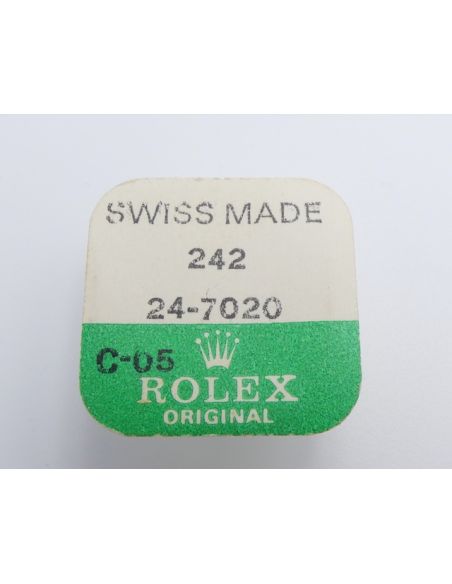 SWISS MADE
242
24-7020
C-05
ROLEX
ORIGINAL